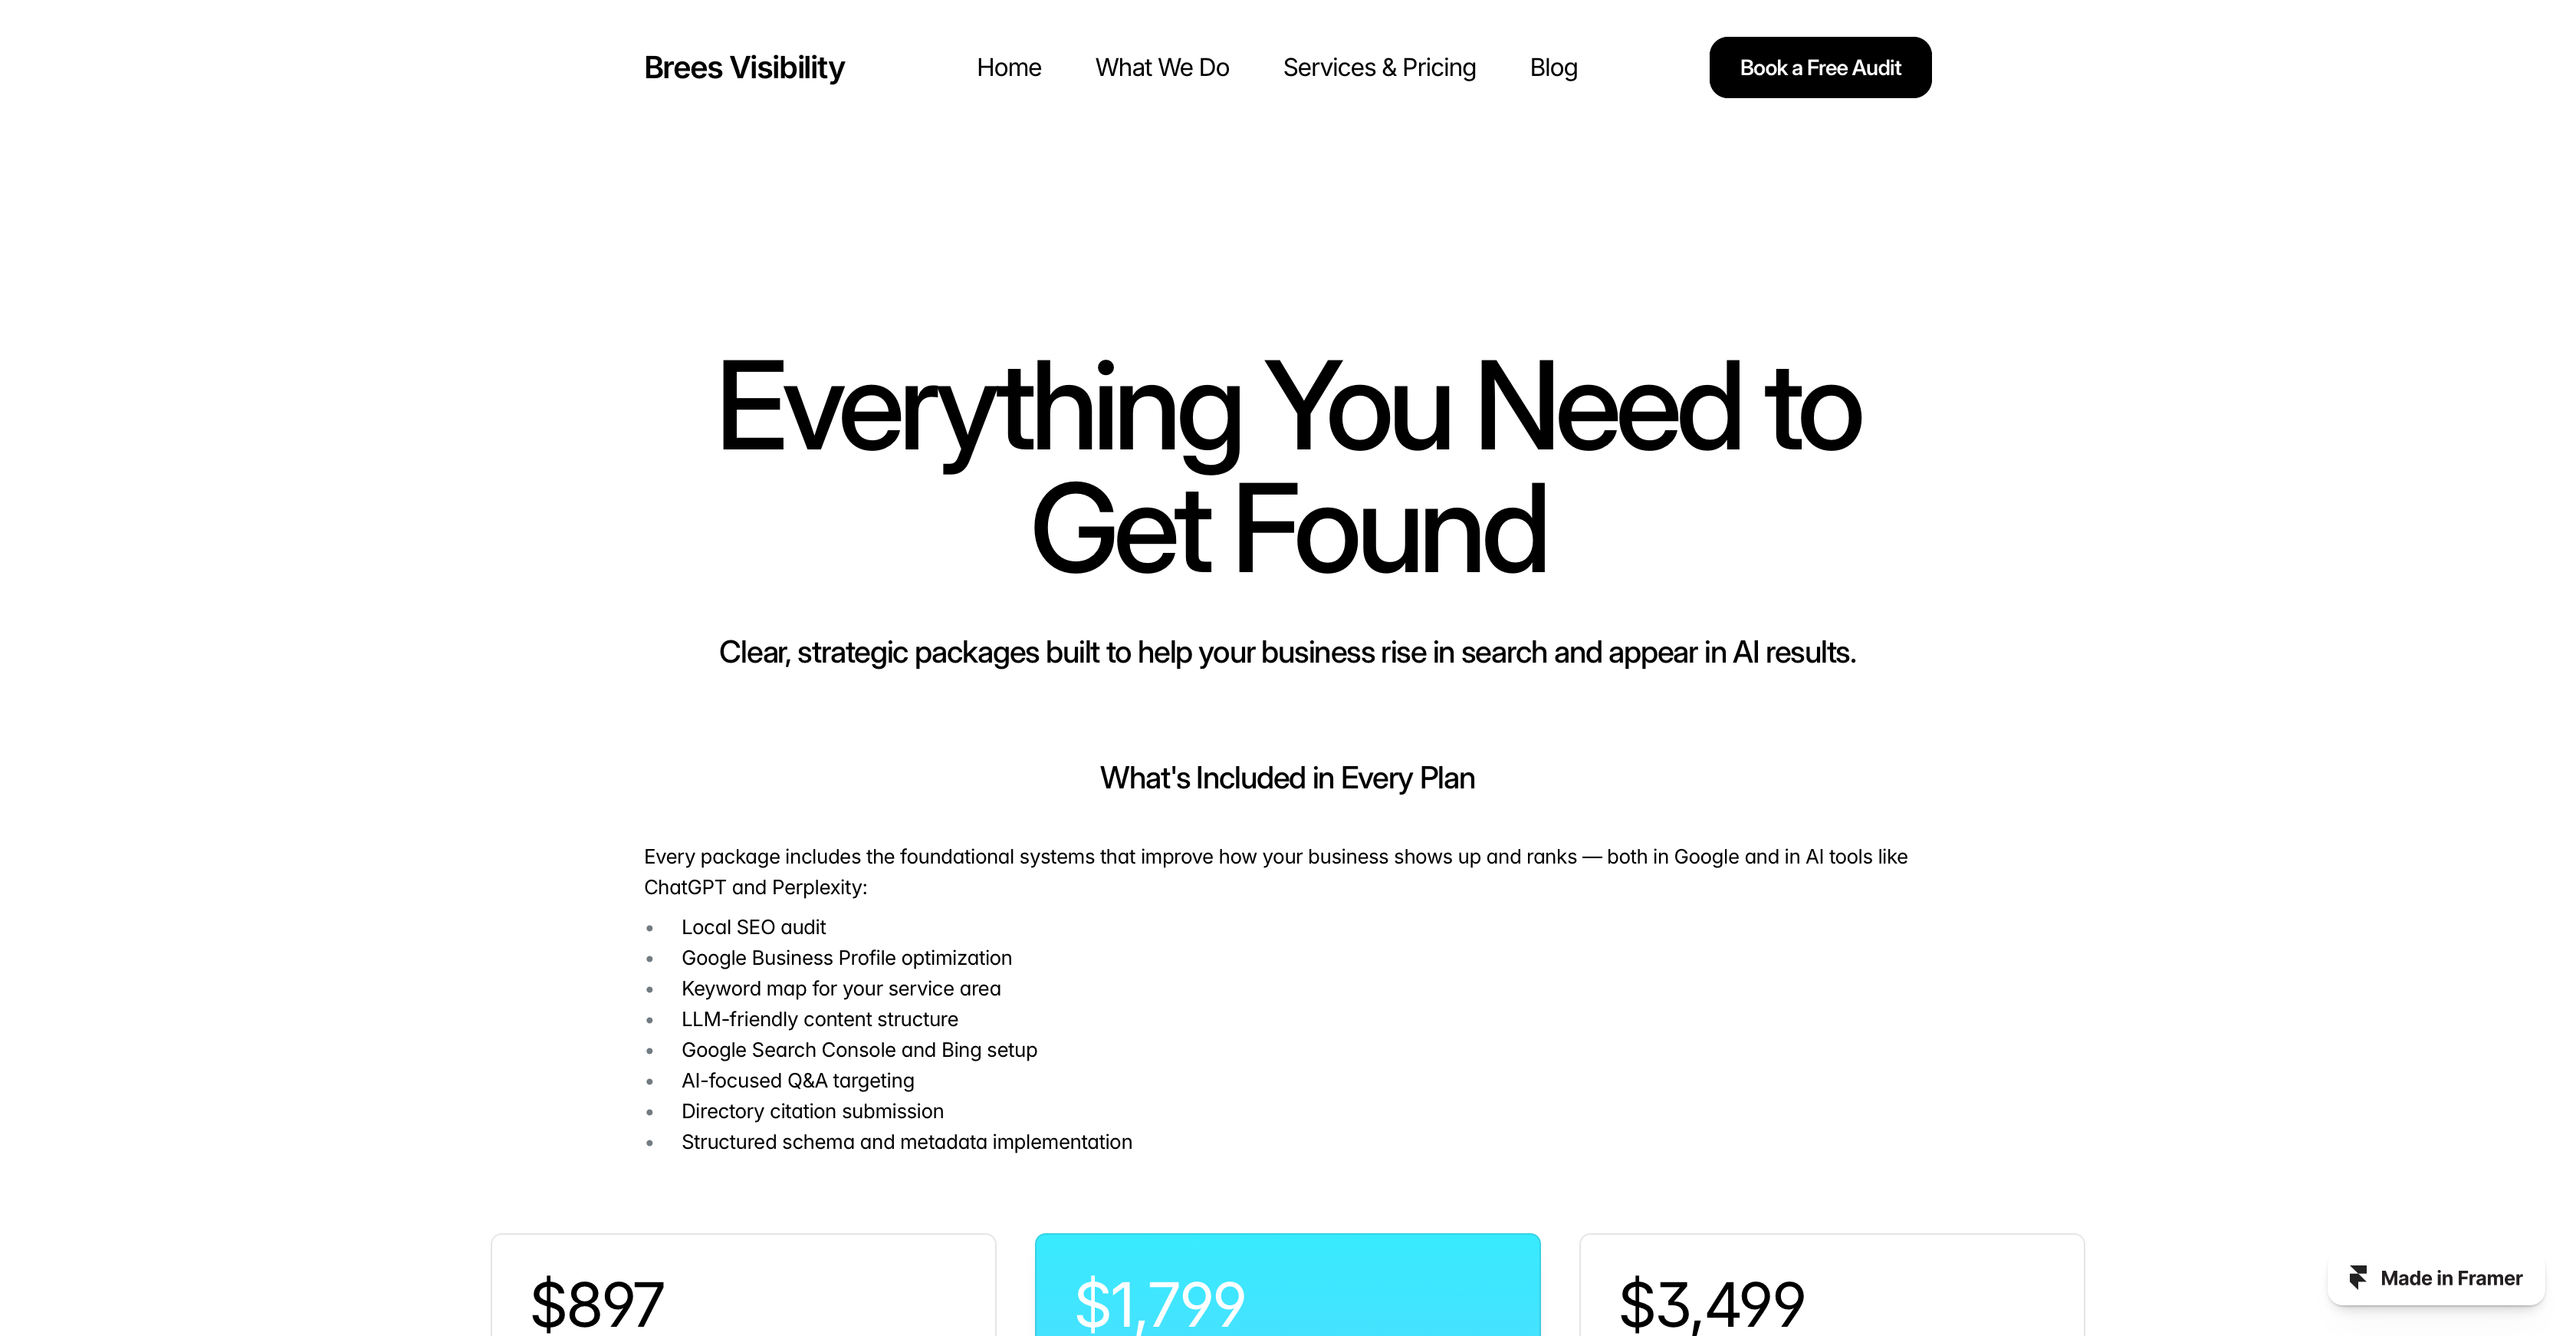 Brees Visibility
Home
What We Do
Services & Pricing
Blog
Book a Free Audit
Everything You Need to
Get Found
Clear, strategic packages built to help your business rise in search and appear in AI results.
What's Included in Every Plan
Every package includes the foundational systems that improve how your business shows up and ranks — both in Google and in AI tools like
ChatGPT and Perplexity:
• Local SEO audit
• Google Business Profile optimization
• Keyword map for your service area
• LLM-friendly content structure
• Google Search Console and Bing setup
• AI-focused Q&A targeting
• Directory citation submission
• Structured schema and metadata implementation
$897
$1,799
$3,499
Made in Framer